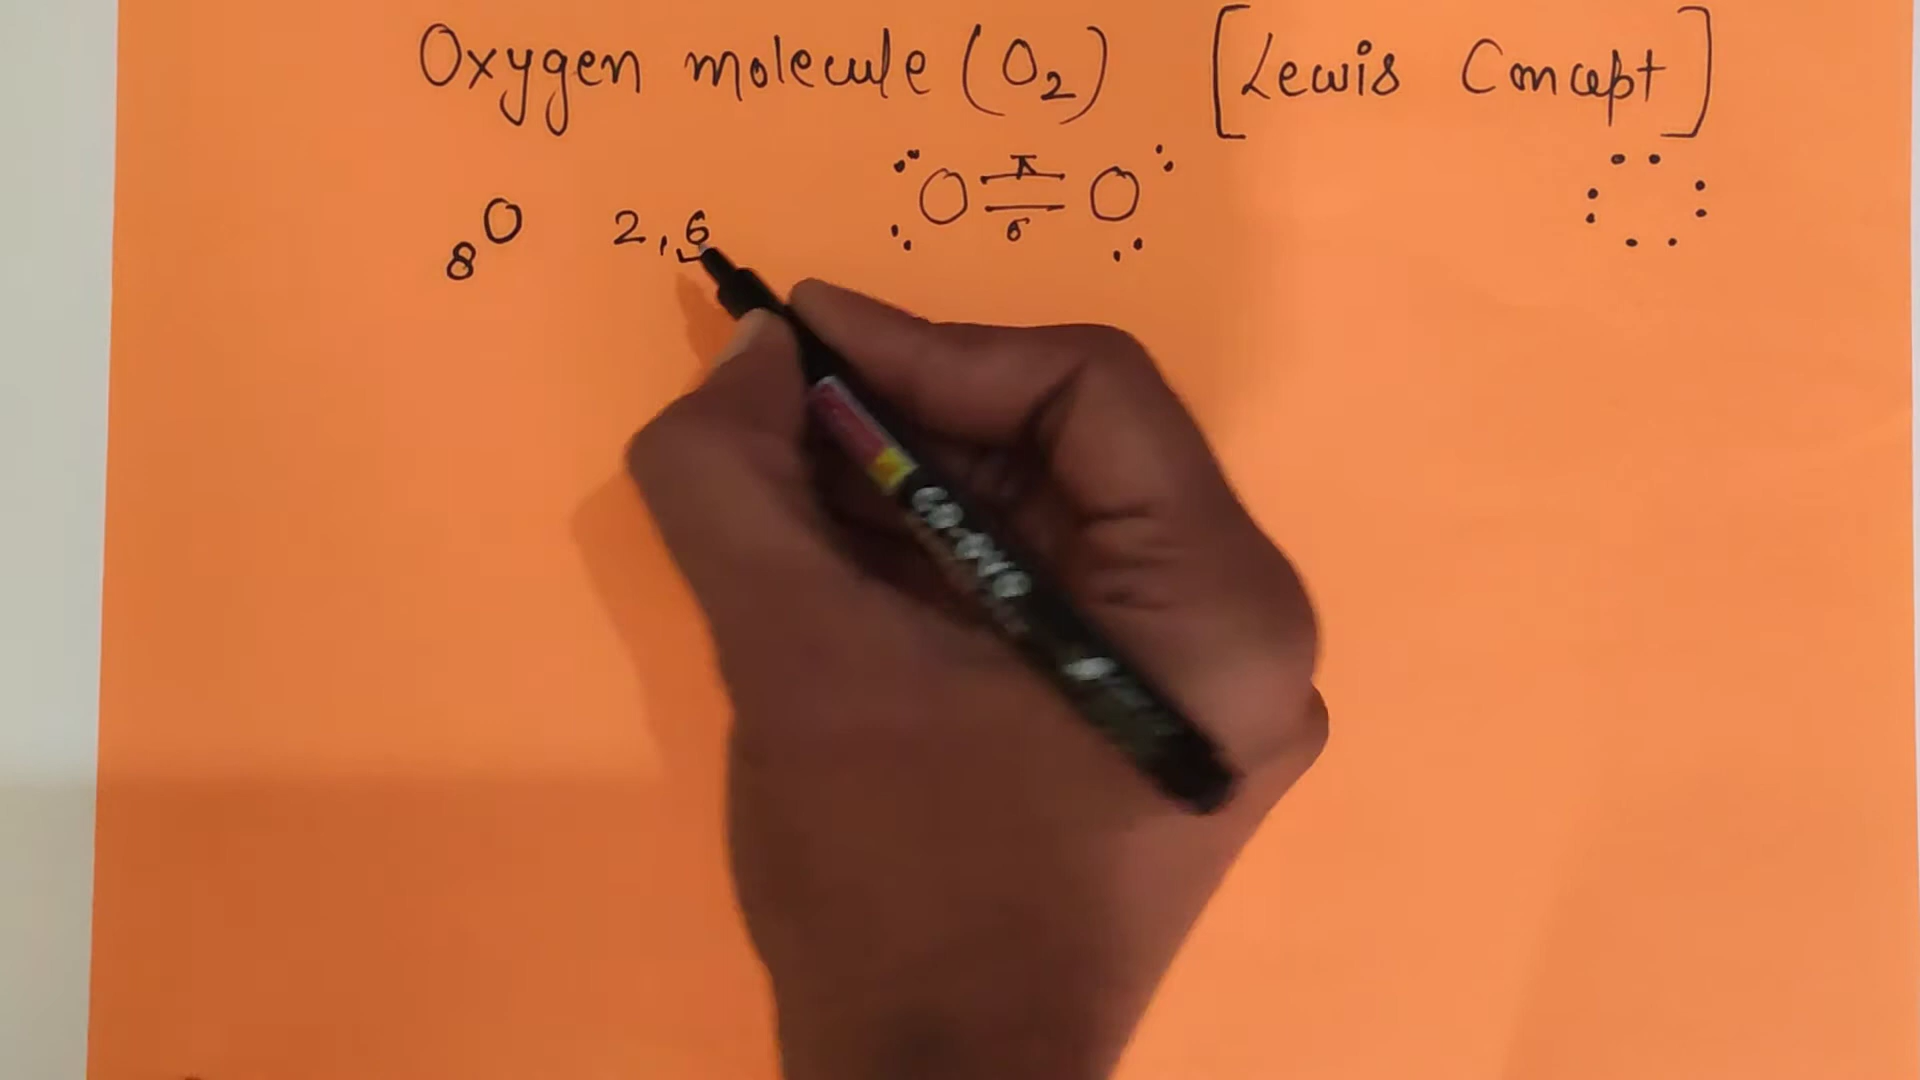 Oxygen molecule (O₂) [Lewis Concept]
₈O 2,6 O π σ O